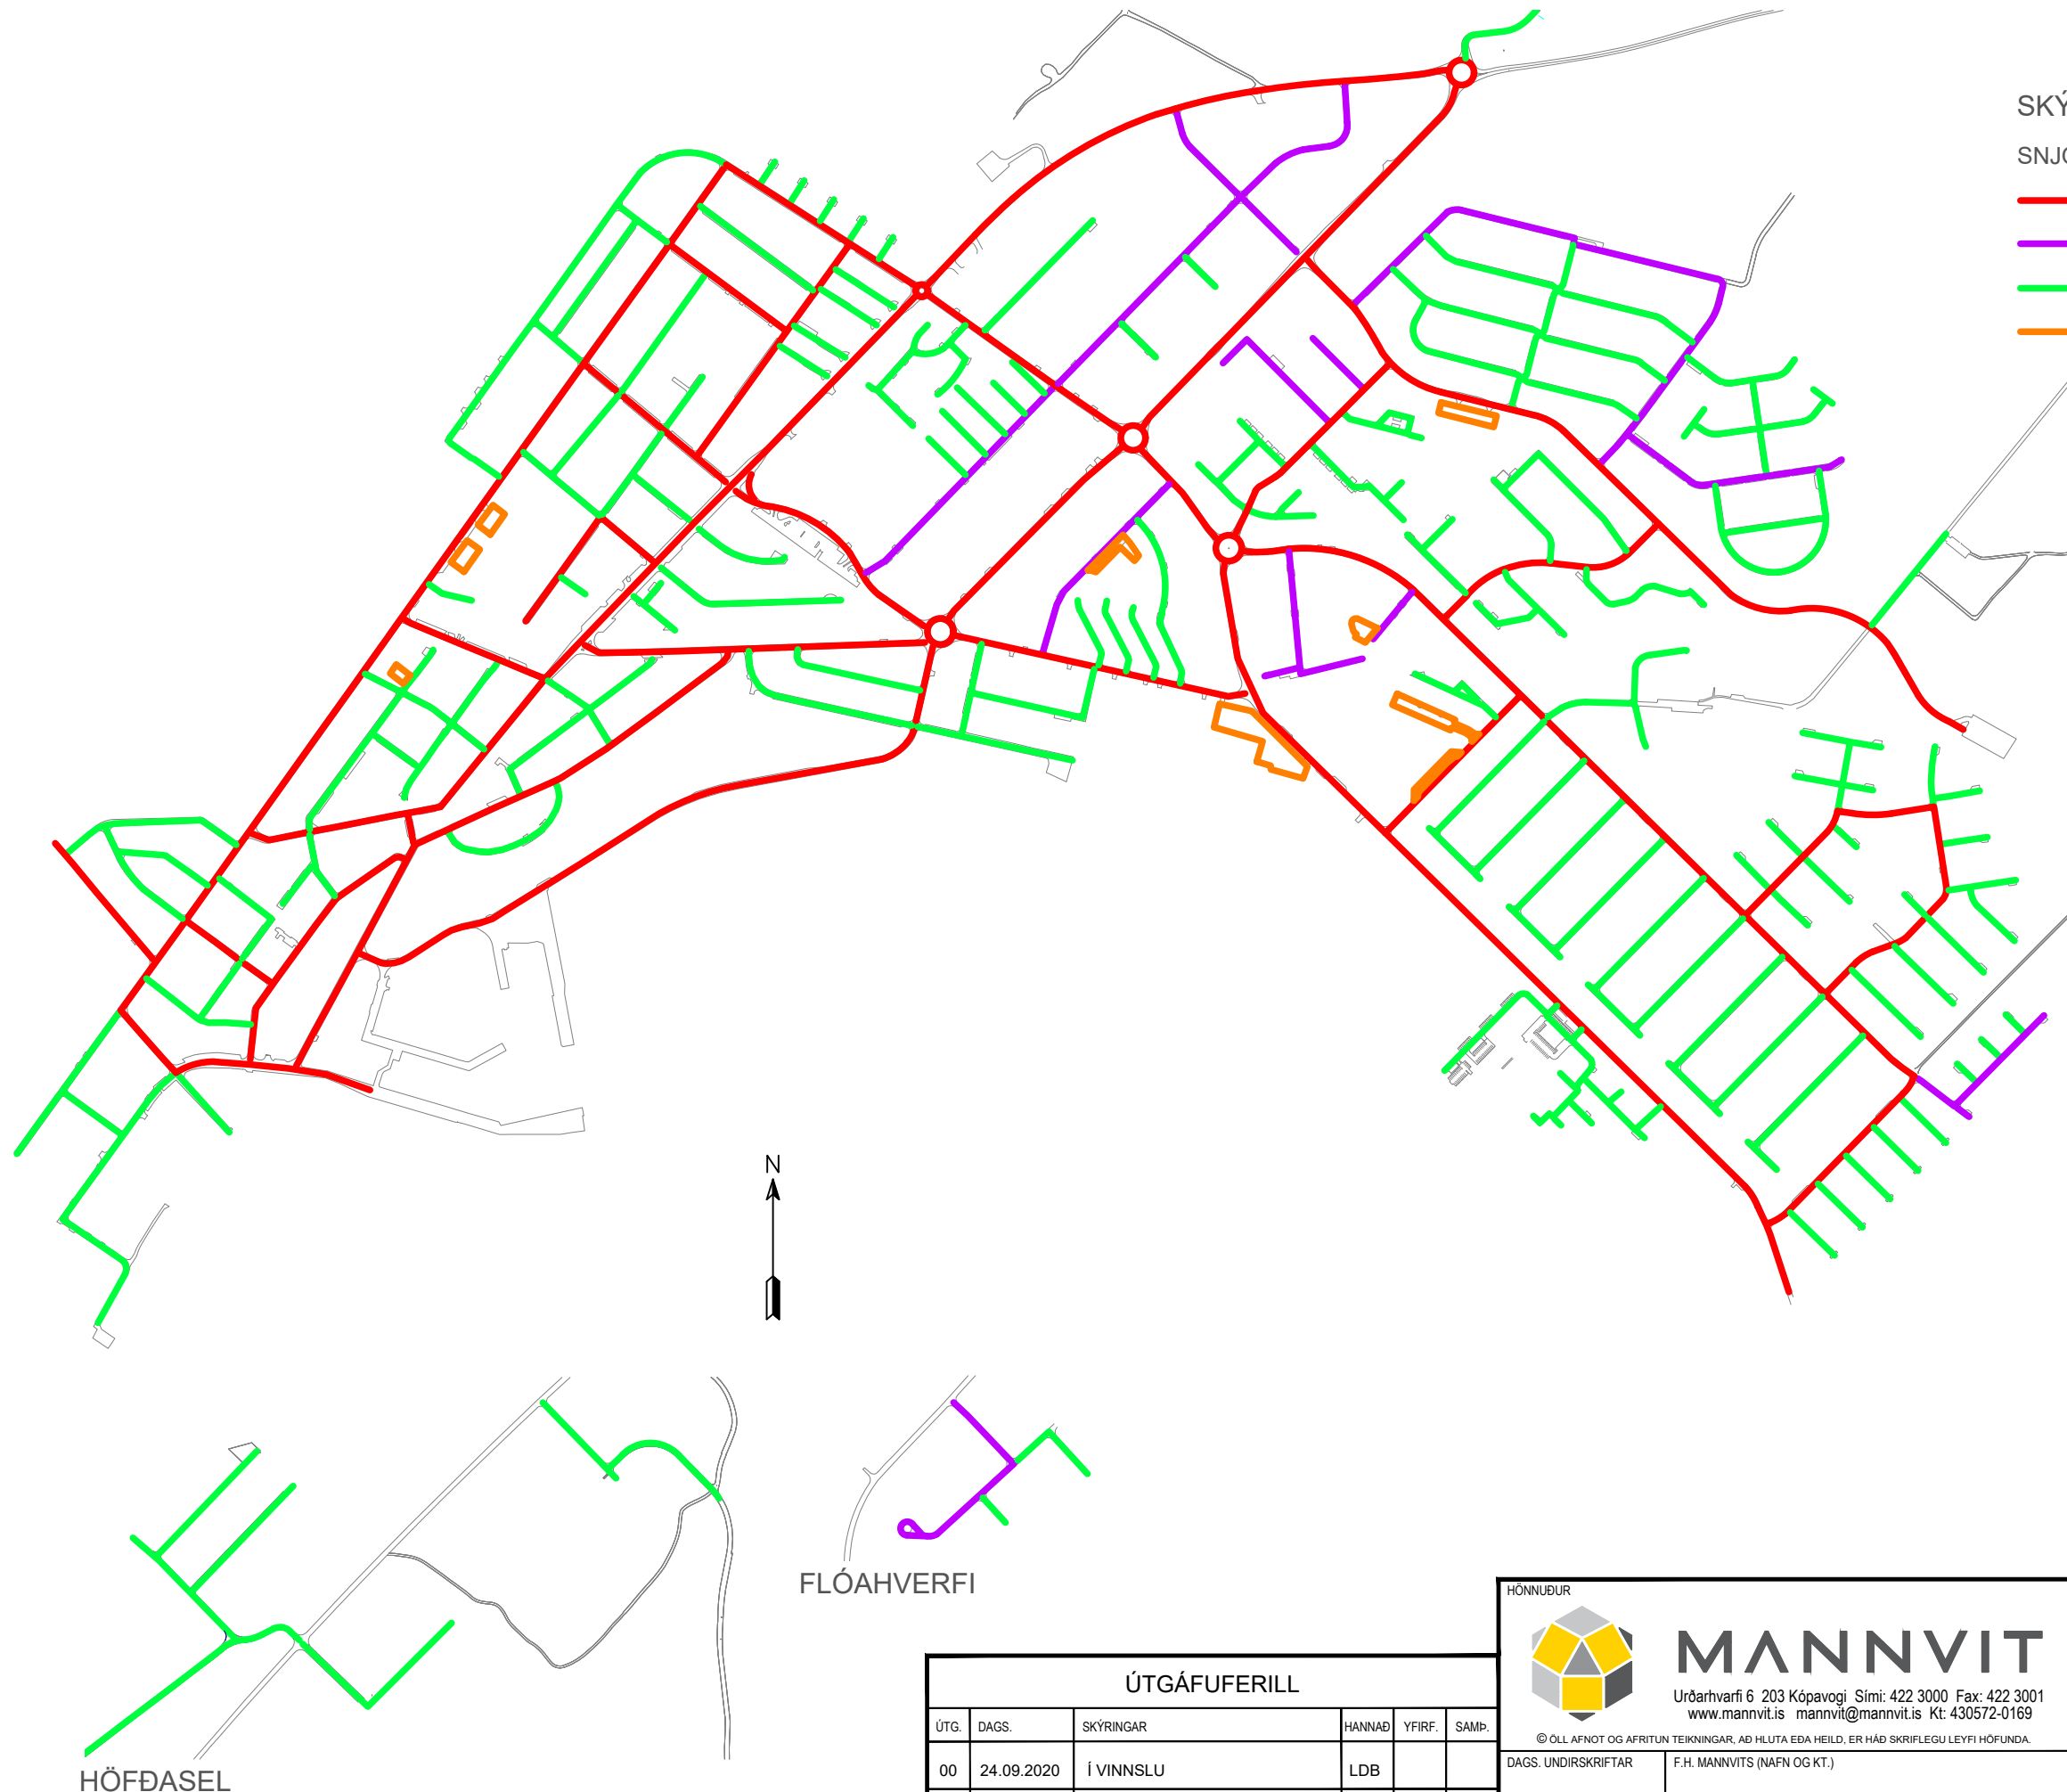 SKÝ
SNJÓ
N
FLÓAHVERFI
HÖFÐASEL
ÚTGÁFUFERILL
ÚTG. DAGS. SKÝRINGAR HANNAÐ YFIRF. SAMÞ.
00 24.09.2020 Í VINNSLU LDB
HÖNNUÐUR
MANNVIT
Urðarhvarfi 6 203 Kópavogi Sími: 422 3000 Fax: 422 3001
www.mannvit.is mannvit@mannvit.is Kt: 430572-0169
© ÖLL AFNOT OG AFRITUN TEIKNINGAR, AÐ HLUTA EÐA HEILD, ER HÁÐ SKRIFLEGU LEYFI HÖFUNDA.
DAGS. UNDIRSKRIFTAR F.H. MANNVITS (NAFN OG KT.)